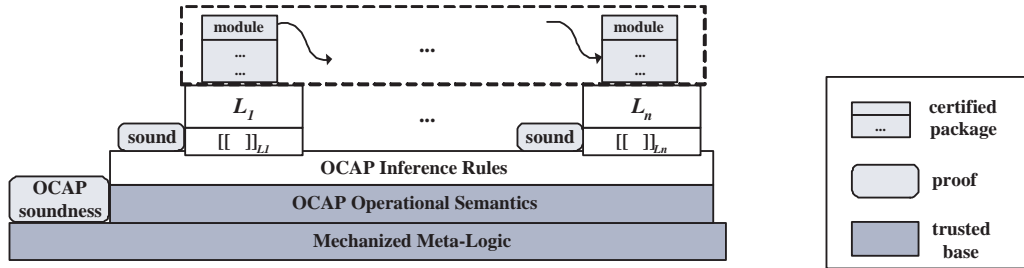 module
...
...
...
module
...
...
L1
...
Ln
sound
[[ ]]L1
sound
[[ ]]Ln
OCAP Inference Rules
OCAP
soundness
OCAP Operational Semantics
Mechanized Meta-Logic
...
certified
package
proof
trusted
base